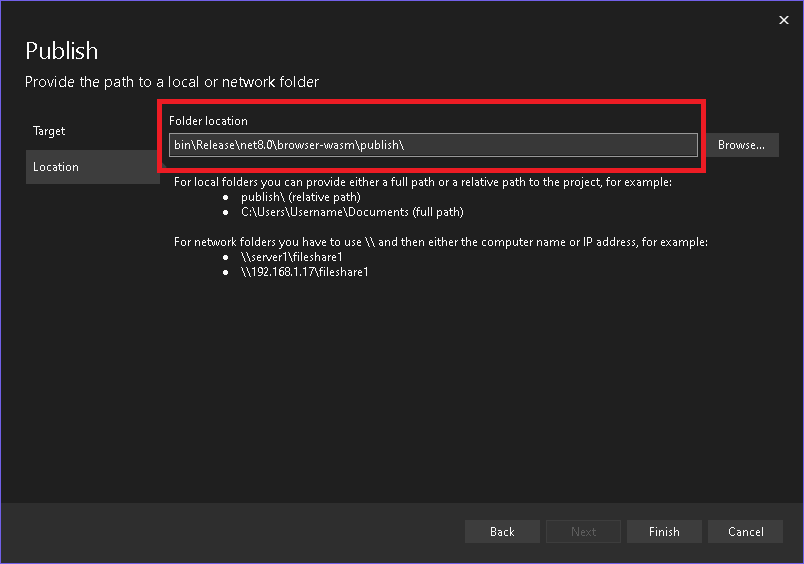 Publish
Provide the path to a local or network folder
Target
Location
Folder location
bin\Release\net8.0\browser-wasm\publish\
Browse...
For local folders you can provide either a full path or a relative path to the project, for example:
● publish\ (relative path)
● C:\Users\Username\Documents (full path)
For network folders you have to use \\ and then either the computer name or IP address, for example:
● \\server1\fileshare1
● \\192.168.1.17\fileshare1
Back
Next
Finish
Cancel